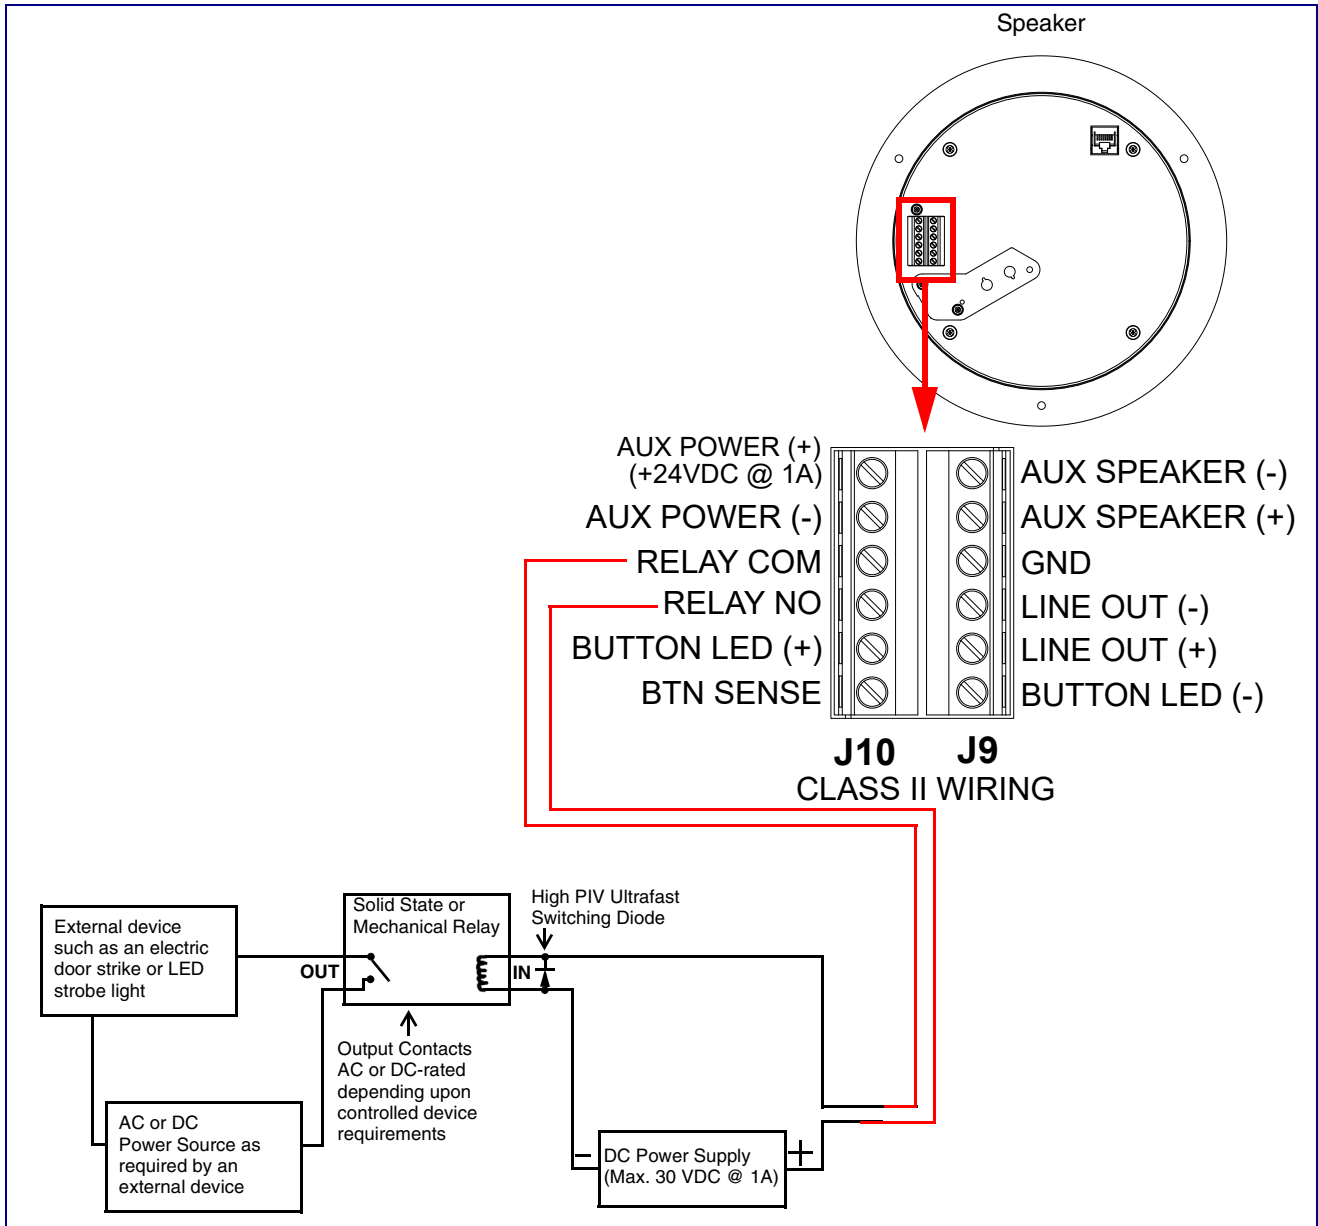 Speaker
AUX POWER (+)
(+24VDC @ 1A)
AUX POWER (-)
RELAY COM
RELAY NO
BUTTON LED (+)
BTN SENSE
AUX SPEAKER (-)
AUX SPEAKER (+)
GND
LINE OUT (-)
LINE OUT (+)
BUTTON LED (-)
J10
J9
CLASS II WIRING
External device
such as an electric
door strike or LED
strobe light
Solid State or
Mechanical Relay
OUT
IN
High PIV Ultrafast
Switching Diode
Output Contacts
AC or DC-rated
depending upon
controlled device
requirements
AC or DC
Power Source as
required by an
external device
-
DC Power Supply
(Max. 30 VDC @ 1A)
+